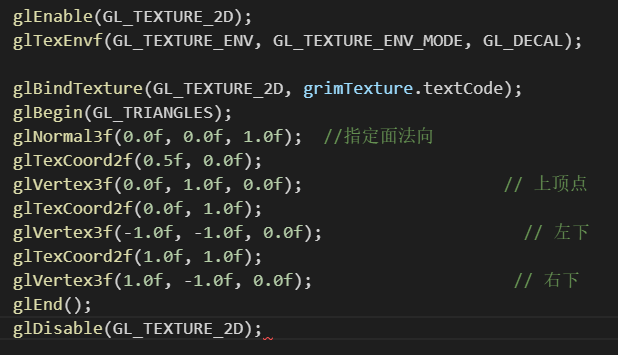 glEnable(GL_TEXTURE_2D);
glTexEnvf(GL_TEXTURE_ENV, GL_TEXTURE_ENV_MODE, GL_DECAL);
glBindTexture(GL_TEXTURE_2D, grimTexture.textCode);
glBegin(GL_TRIANGLES);
glNormal3f(0.0f, 0.0f, 1.0f);  //指定面法向
glTexCoord2f(0.5f, 0.0f);
glVertex3f(0.0f, 1.0f, 0.0f);                   // 上顶点
glTexCoord2f(0.0f, 1.0f);
glVertex3f(-1.0f, -1.0f, 0.0f);                   // 左下
glTexCoord2f(1.0f, 1.0f);
glVertex3f(1.0f, -1.0f, 0.0f);                   // 右下
glEnd();
glDisable(GL_TEXTURE_2D);